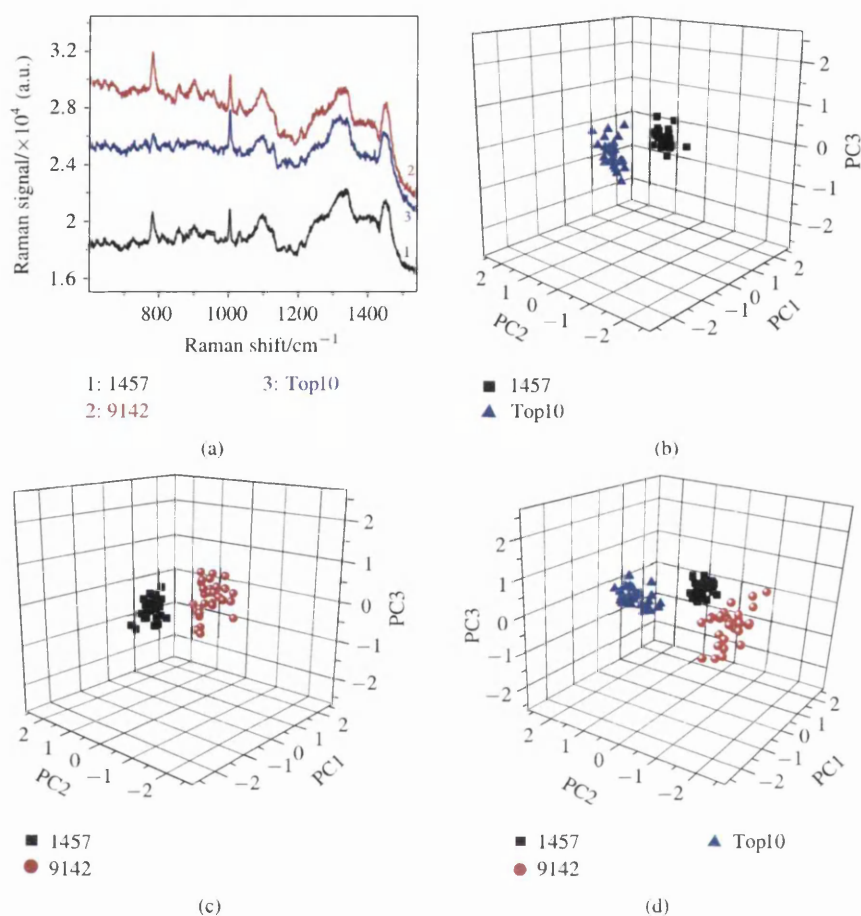 3.2
2.8
2.4
2
1.6
Raman signal/×10⁴ (a.u.)
2
3
1
800 1000 1200 1400
Raman shift/cm⁻¹
1: 1457 3: Top10
2: 9142
(a)
2
1
0
−1
−2
PC3
2 1 0 −1 −2
PC2
−2 −1 0 1 2
PC1
1457
Top10
(b)
2
1
0
−1
−2
PC3
2 1 0 −1 −2
PC2
−2 −1 0 1 2
PC1
1457
9142
(c)
2
1
0
−1
−2
PC3
2 1 0 −1 −2
PC2
−2 −1 0 1 2
PC1
1457 Top10
9142
(d)